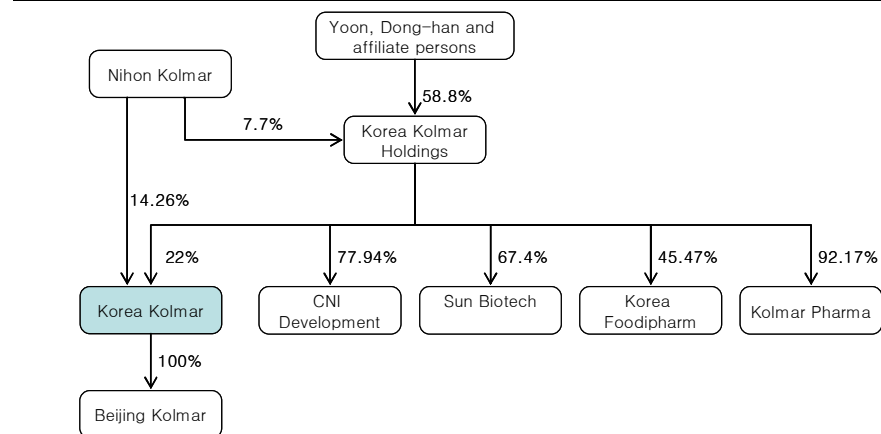 Yoon, Dong-han and
affiliate persons
Nihon Kolmar
58.8%
7.7%
Korea Kolmar
Holdings
14.26%
22%
77.94%
67.4%
45.47%
92.17%
Korea Kolmar
CNI
Development
Sun Biotech
Korea
Foodipharm
Kolmar Pharma
100%
Beijing Kolmar